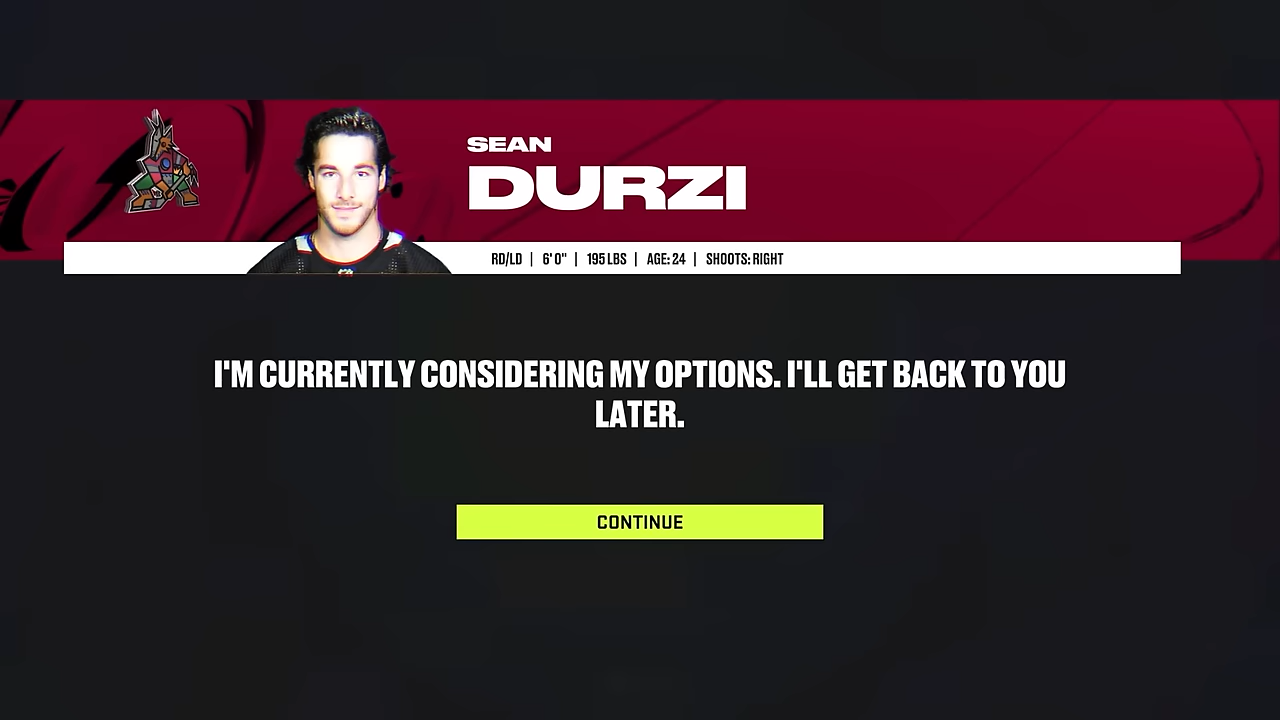 SEAN
DURZI
RD/LD | 6' 0" | 195 LBS | AGE: 24 | SHOOTS: RIGHT
I'M CURRENTLY CONSIDERING MY OPTIONS. I'LL GET BACK TO YOU
LATER.
CONTINUE